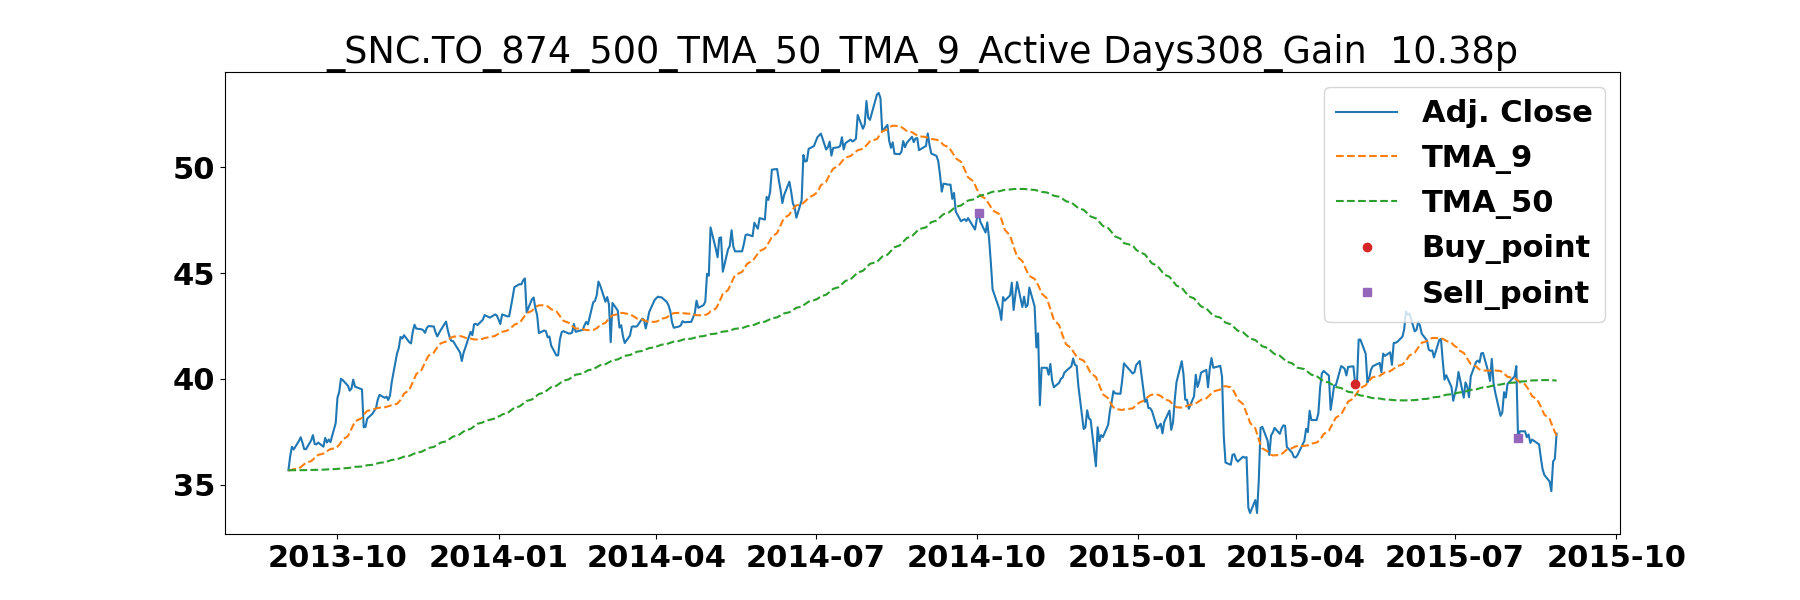 _SNC.TO_874_500_TMA_50_TMA_9_Active Days308_Gain  10.38p
Adj. Close
TMA_9
TMA_50
Buy_point
Sell_point
50
45
40
35
2013-10 2014-01 2014-04 2014-07 2014-10 2015-01 2015-04 2015-07 2015-10